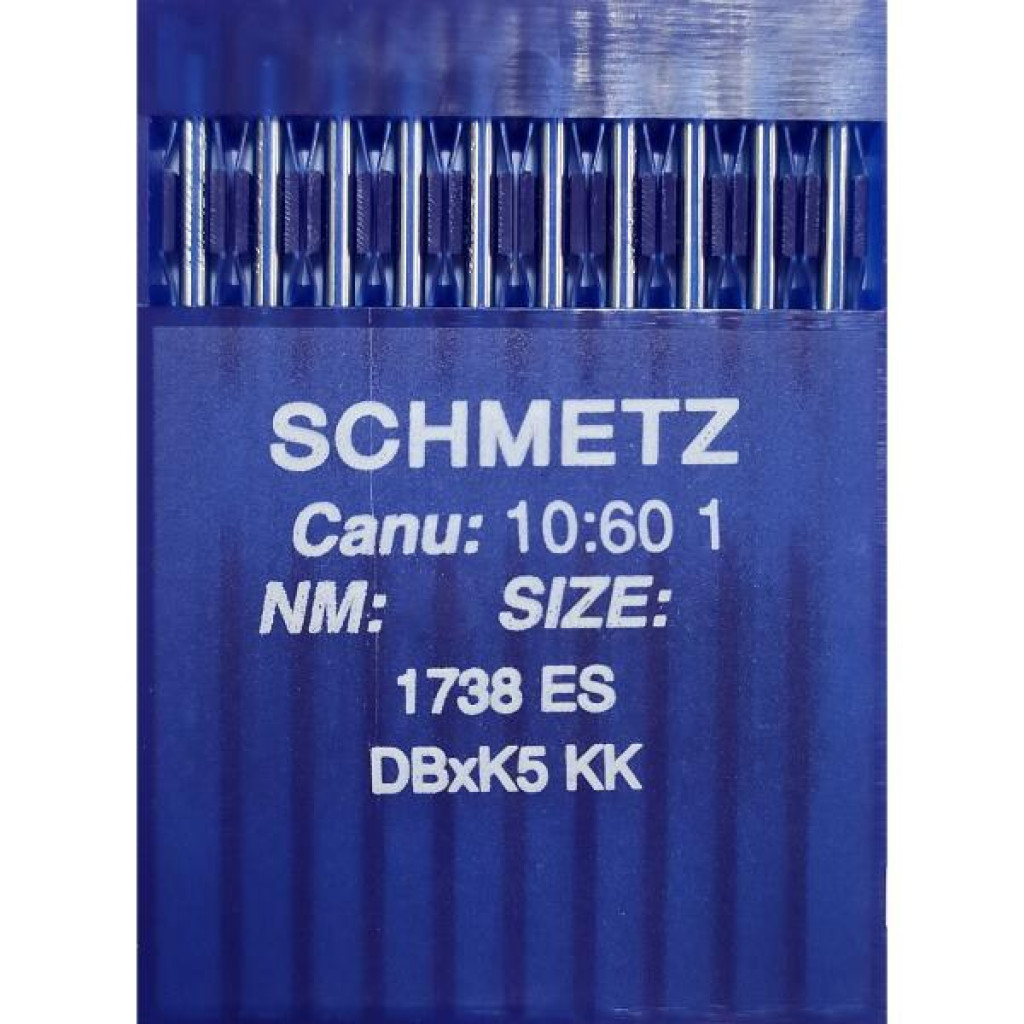 SCHMETZ
Canu: 10:60 1
NM: SIZE:
1738 ES
DBxK5 KK